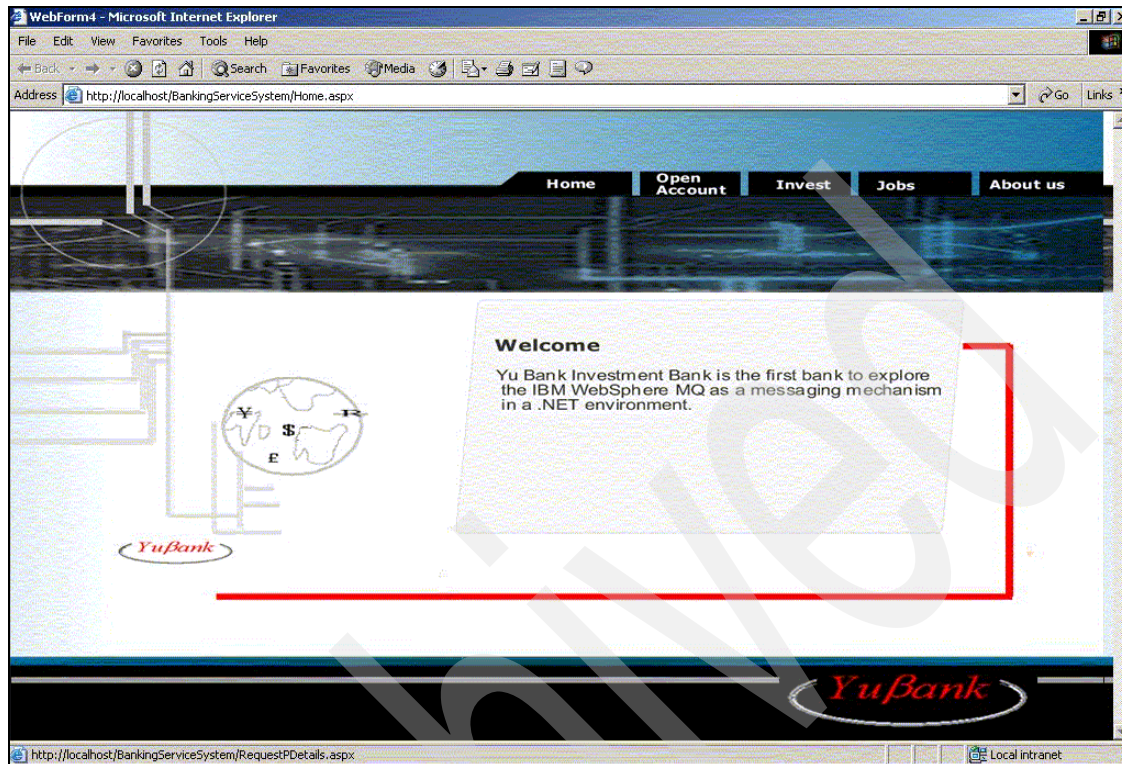 WebForm4 - Microsoft Internet Explorer
File Edit View Favorites Tools Help
Back Search Favorites Media
Address http://localhost/BankingServiceSystem/Home.aspx Go Links
Home Open Account Invest Jobs About us
Welcome
Yu Bank Investment Bank is the first bank to explore
the IBM WebSphere MQ as a messaging mechanism
in a .NET environment.
¥ R
$
£
YuβanK
YuβanK
hived
http://localhost/BankingServiceSystem/RequestPDetails.aspx Local intranet